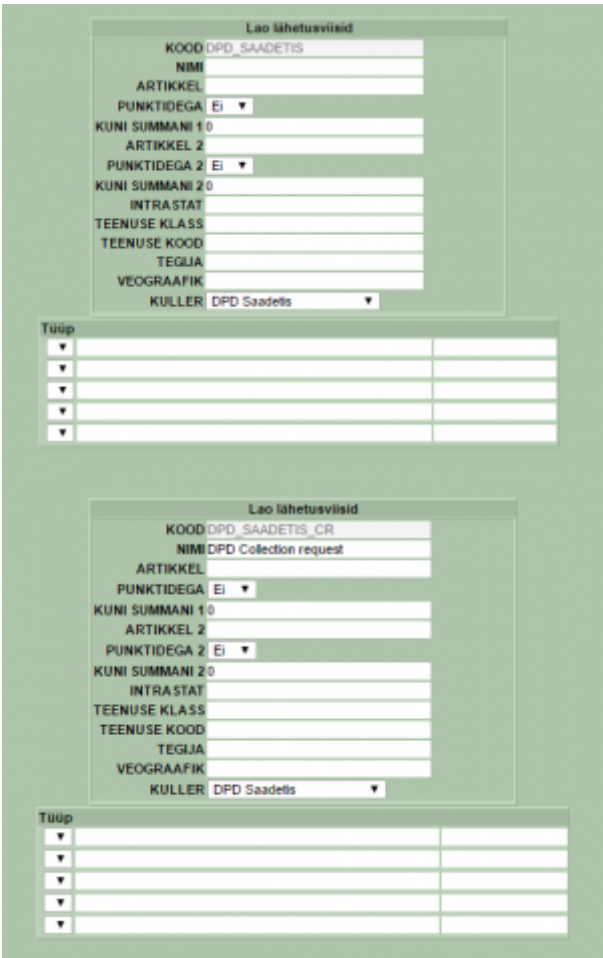 Lao lähetusviisid
KOOD DPD_SAADETIS
NIMI
ARTIKKEL
PUNKTIDEGA Ei
KUNI SUMMANI 1 0
ARTIKKEL 2
PUNKTIDEGA 2 Ei
KUNI SUMMANI 2 0
INTRASTAT
TEENUSE KLASS
TEENUSE KOOD
TEGIJA
VEOGRAAFIK
KULLER DPD Saadetis
Tüüp
Lao lähetusviisid
KOOD DPD_SAADETIS_CR
NIMI DPD Collection request
ARTIKKEL
PUNKTIDEGA Ei
KUNI SUMMANI 1 0
ARTIKKEL 2
PUNKTIDEGA 2 Ei
KUNI SUMMANI 2 0
INTRASTAT
TEENUSE KLASS
TEENUSE KOOD
TEGIJA
VEOGRAAFIK
KULLER DPD Saadetis
Tüüp